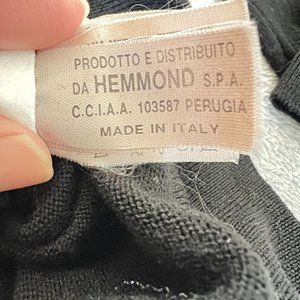 PRODOTTO E DISTRIBUITO
DA HEMMOND S.P.A.
C.C.I.A.A. 103587 PERUGIA
MADE IN ITALY